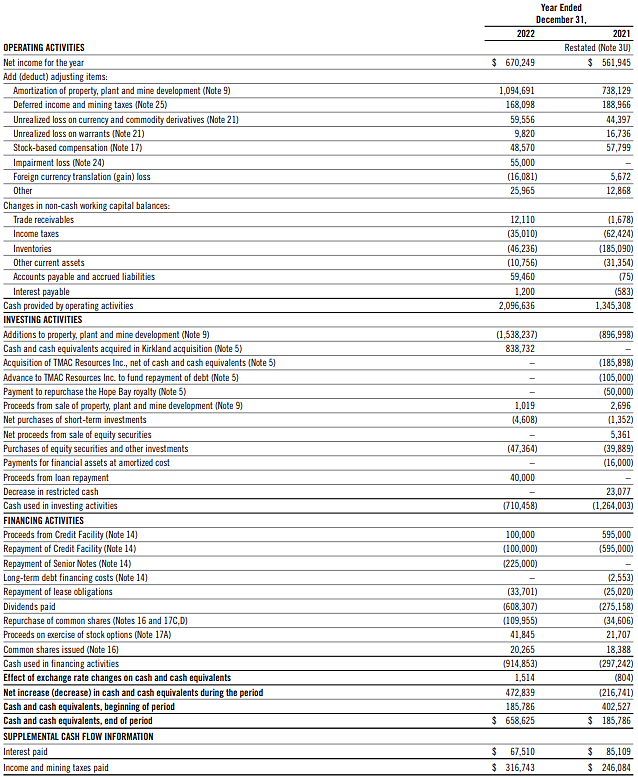 Year Ended
December 31,
2022 2021
OPERATING ACTIVITIES Restated (Note 3U)
Net income for the year $ 670,249 $ 561,945
Add (deduct) adjusting items:
Amortization of property, plant and mine development (Note 9) 1,094,691 738,129
Deferred income and mining taxes (Note 25) 168,098 188,966
Unrealized loss on currency and commodity derivatives (Note 21) 59,556 44,397
Unrealized loss on warrants (Note 21) 9,820 16,736
Stock-based compensation (Note 17) 48,570 57,799
Impairment loss (Note 24) 55,000 –
Foreign currency translation (gain) loss (16,081) 5,672
Other 25,965 12,868
Changes in non-cash working capital balances:
Trade receivables 12,110 (1,678)
Income taxes (35,010) (62,424)
Inventories (46,236) (185,090)
Other current assets (10,756) (31,354)
Accounts payable and accrued liabilities 59,460 (75)
Interest payable 1,200 (583)
Cash provided by operating activities 2,096,636 1,345,308
INVESTING ACTIVITIES
Additions to property, plant and mine development (Note 9) (1,538,237) (896,998)
Cash and cash equivalents acquired in Kirkland acquisition (Note 5) 838,732 –
Acquisition of TMAC Resources Inc., net of cash and cash equivalents (Note 5) – (185,898)
Advance to TMAC Resources Inc. to fund repayment of debt (Note 5) – (105,000)
Payment to repurchase the Hope Bay royalty (Note 5) – (50,000)
Proceeds from sale of property, plant and mine development (Note 9) 1,019 2,696
Net purchases of short-term investments (4,608) (1,352)
Net proceeds from sale of equity securities – 5,361
Purchases of equity securities and other investments (47,364) (39,889)
Payments for financial assets at amortized cost – (16,000)
Proceeds from loan repayment 40,000 –
Decrease in restricted cash – 23,077
Cash used in investing activities (710,458) (1,264,003)
FINANCING ACTIVITIES
Proceeds from Credit Facility (Note 14) 100,000 595,000
Repayment of Credit Facility (Note 14) (100,000) (595,000)
Repayment of Senior Notes (Note 14) (225,000) –
Long-term debt financing costs (Note 14) – (2,553)
Repayment of lease obligations (33,701) (25,020)
Dividends paid (608,307) (275,158)
Repurchase of common shares (Notes 16 and 17C,D) (109,955) (34,606)
Proceeds on exercise of stock options (Note 17A) 41,845 21,707
Common shares issued (Note 16) 20,265 18,388
Cash used in financing activities (914,853) (297,242)
Effect of exchange rate changes on cash and cash equivalents 1,514 (804)
Net increase (decrease) in cash and cash equivalents during the period 472,839 (216,741)
Cash and cash equivalents, beginning of period 185,786 402,527
Cash and cash equivalents, end of period $ 658,625 $ 185,786
SUPPLEMENTAL CASH FLOW INFORMATION
Interest paid $ 67,510 $ 85,109
Income and mining taxes paid $ 316,743 $ 246,084